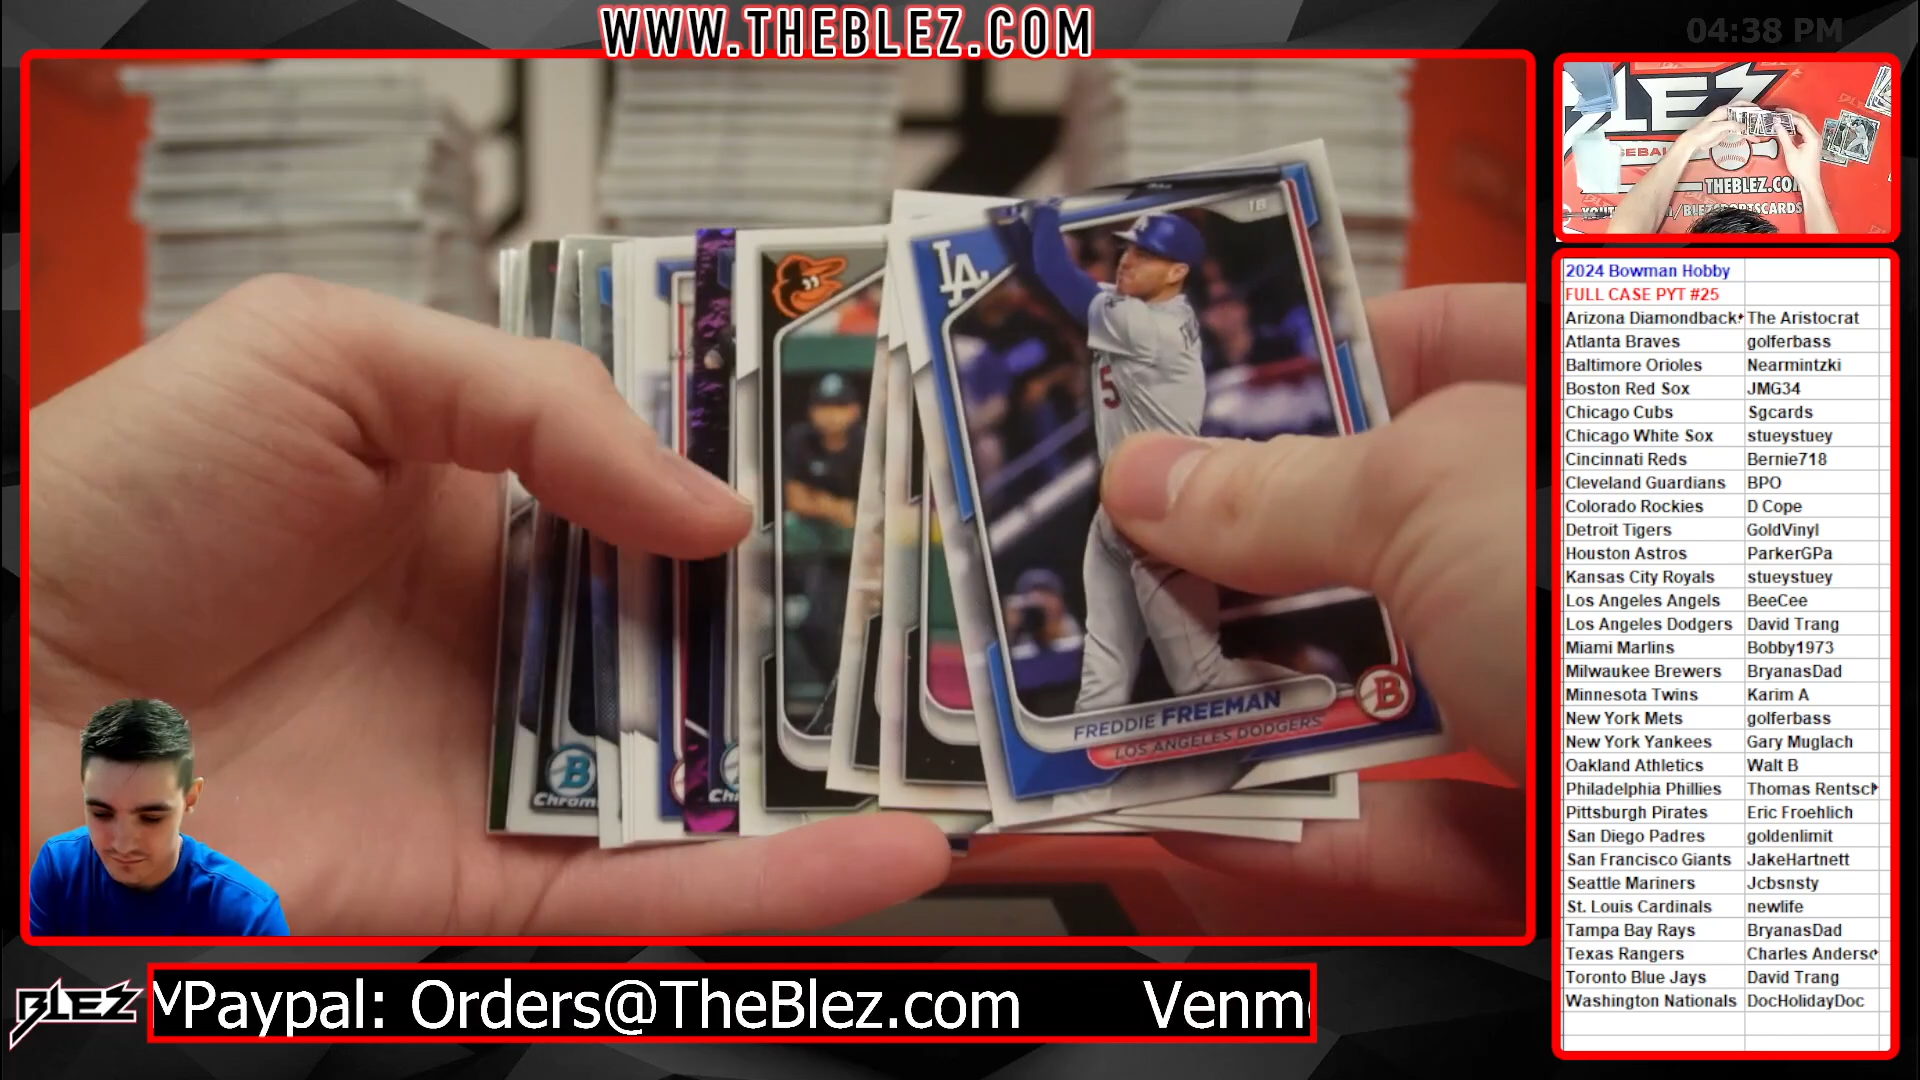 WWW.THEBLEZ.COM
04:38 PM
BLEZ
THEBLEZ.CO
LA
1B
5
FREDDIE FREEMAN
LOS ANGELES DODGERS
B
B
Chrom
Ch
2024 Bowman Hobby
FULL CASE PYT #25
Arizona Diamondback The Aristocrat
Atlanta Braves golferbass
Baltimore Orioles Nearmintzki
Boston Red Sox JMG34
Chicago Cubs Sgcards
Chicago White Sox stueystuey
Cincinnati Reds Bernie718
Cleveland Guardians BPO
Colorado Rockies D Cope
Detroit Tigers GoldVinyl
Houston Astros ParkerGPa
Kansas City Royals stueystuey
Los Angeles Angels BeeCee
Los Angeles Dodgers David Trang
Miami Marlins Bobby1973
Milwaukee Brewers BryanasDad
Minnesota Twins Karim A
New York Mets golferbass
New York Yankees Gary Muglach
Oakland Athletics Walt B
Philadelphia Phillies Thomas Rentsch
Pittsburgh Pirates Eric Froehlich
San Diego Padres goldenlimit
San Francisco Giants JakeHartnett
Seattle Mariners Jcbsnsty
St. Louis Cardinals newlife
Tampa Bay Rays BryanasDad
Texas Rangers Charles Anders
Toronto Blue Jays David Trang
Washington Nationals DocHolidayDoc
BLEZ
Paypal: Orders@TheBlez.com Venm